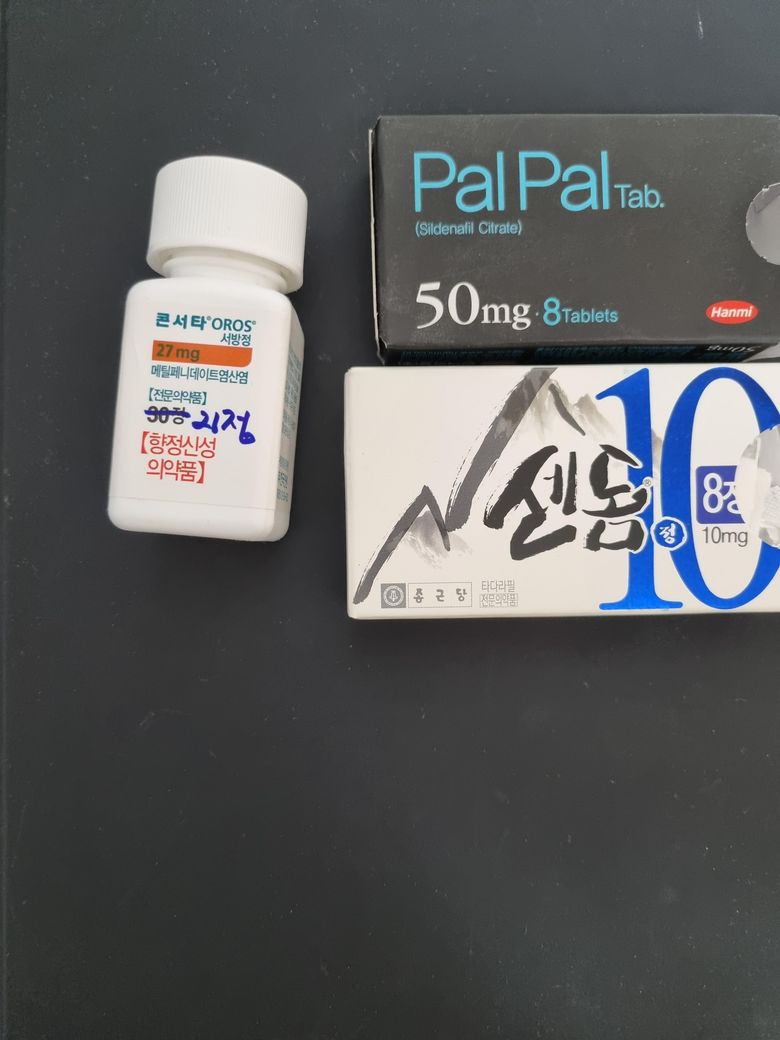 콘서타®OROS®
서방정
27mg
메틸페니데이트염산염
【전문의약품】
30정 21정
【향정신성
의약품】
PalPal Tab.
(Sildenafil Citrate)
50mg · 8Tablets
Hanmi
50mg
10
센돔®
정
8정
10mg
종근당
타다라필
전문의약품